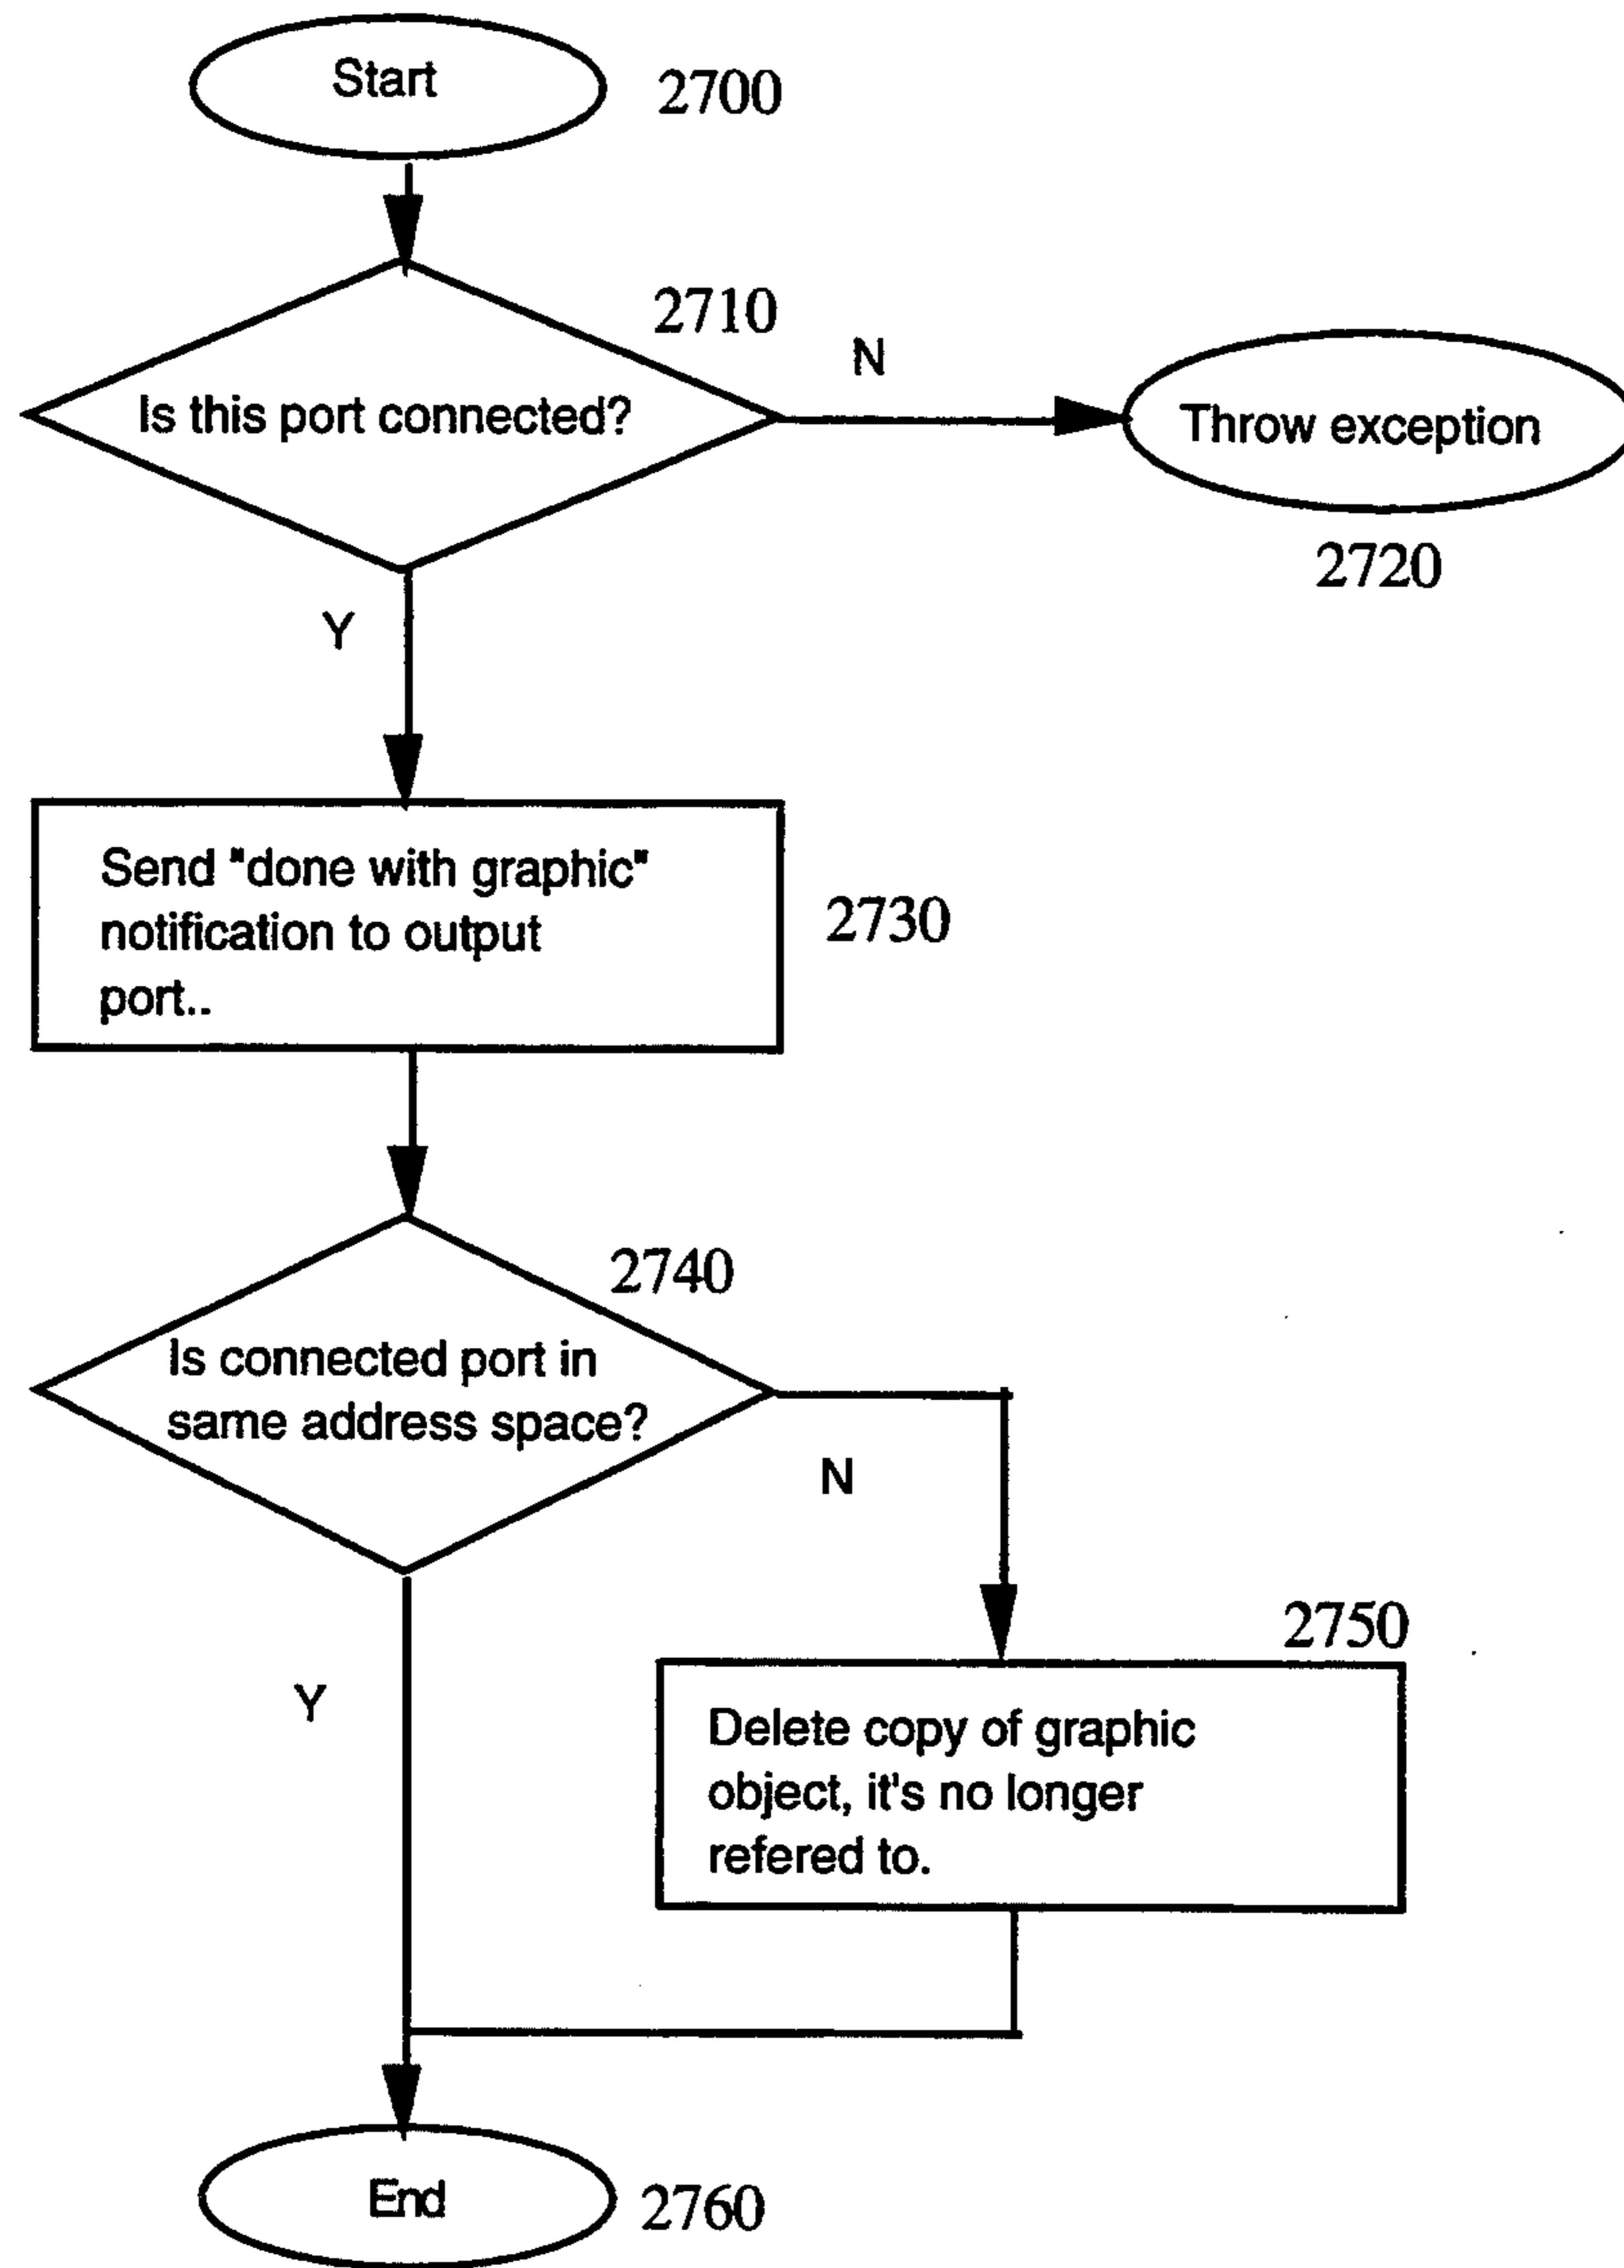 Start
2700
2710
N
Is this port connected?
Throw exception
2720
Y
Send "done with graphic"
notification to output
port..
2730
2740
Is connected port in
same address space?
N
2750
Y
Delete copy of graphic
object, it's no longer
refered to.
End
2760